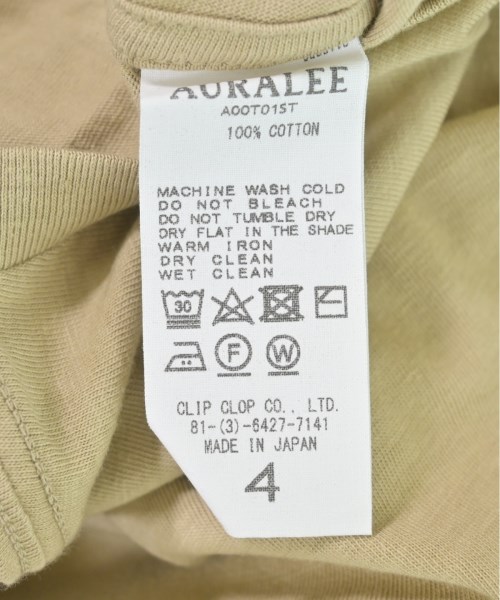 AURALEE
A00T01ST
100% COTTON
MACHINE WASH COLD
DO NOT BLEACH
DO NOT TUMBLE DRY
DRY FLAT IN THE SHADE
WARM IRON
DRY CLEAN
WET CLEAN
30
F W
CLIP CLOP CO., LTD.
81-(3)-6427-7141
MADE IN JAPAN
4